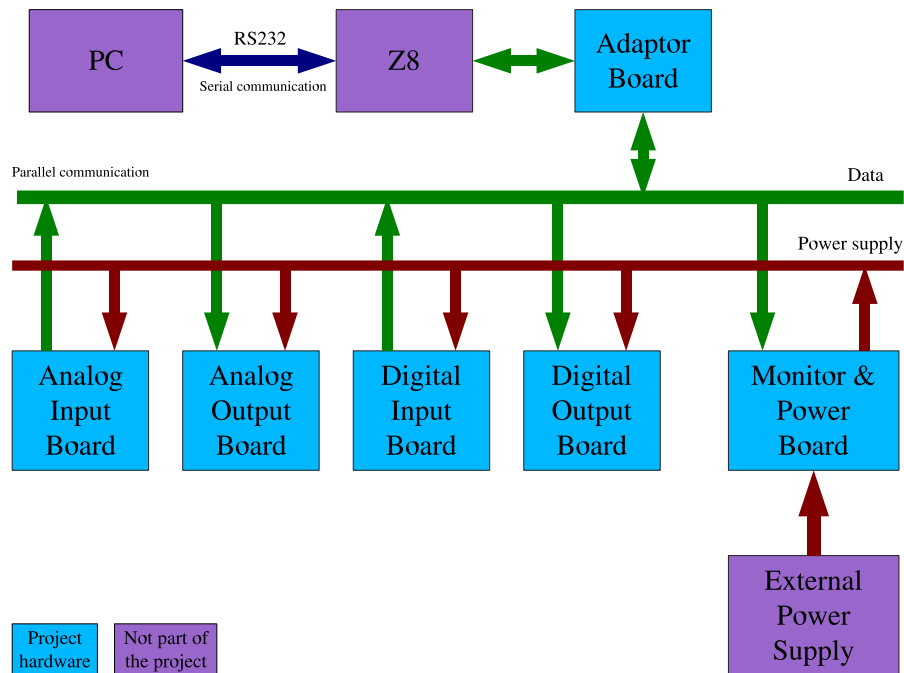 PC
RS232
Serial communication
Z8
Adaptor
Board
Parallel communication
Data
Power supply
Analog
Input
Board
Analog
Output
Board
Digital
Input
Board
Digital
Output
Board
Monitor &
Power
Board
External
Power
Supply
Project
hardware
Not part of
the project